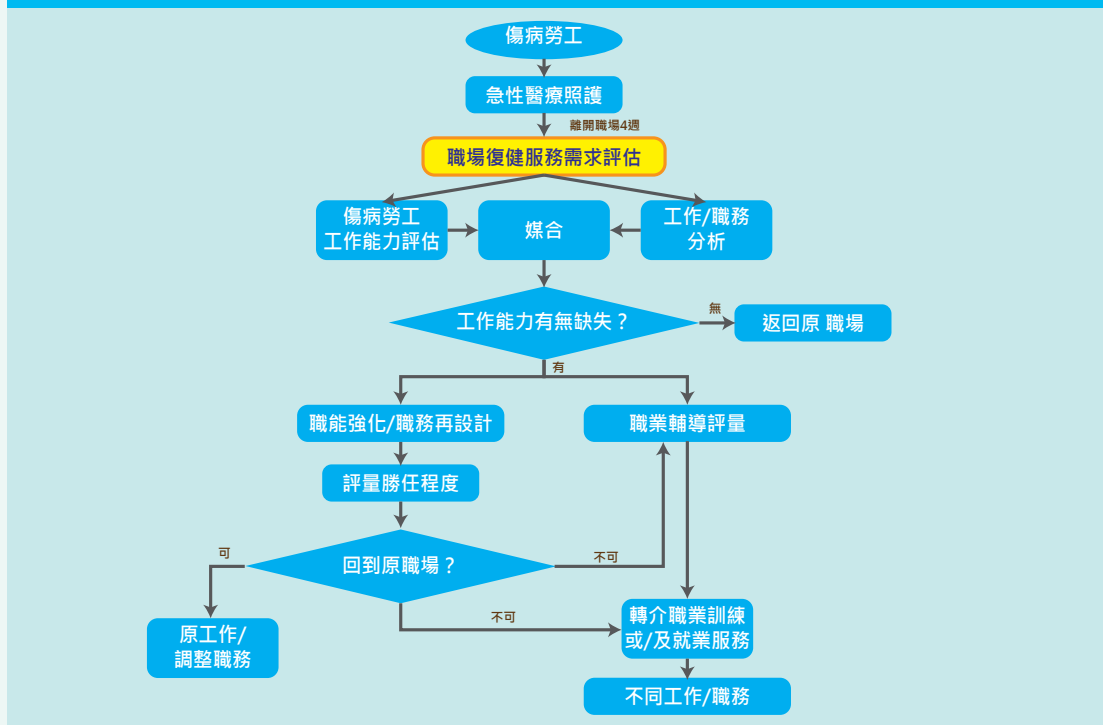 傷病勞工
急性醫療照護
離開職場4週
職場復健服務需求評估
傷病勞工
工作能力評估
媒合
工作/職務
分析
工作能力有無缺失？
無
返回原 職場
有
職能強化/職務再設計
職業輔導評量
評量勝任程度
可
回到原職場？
不可
不可
原工作/
調整職務
轉介職業訓練
或/及就業服務
不同工作/職務